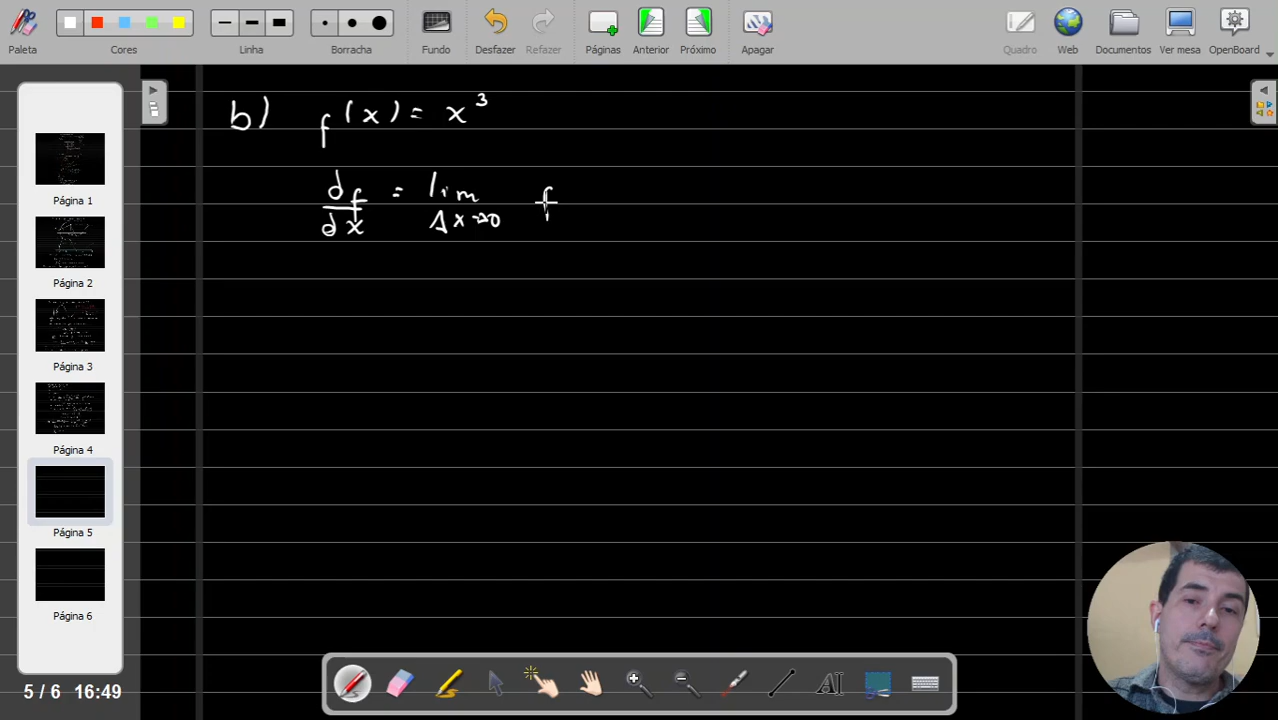 Paleta
Cores
Linha
Borracha
Fundo
Desfazer
Refazer
Páginas
Anterior
Próximo
Apagar
Quadro
Web
Documentos
Ver mesa
OpenBoard
b) f(x) = x³
df/dx = lim Δx→0 f
Página 1
Página 2
Página 3
Página 4
Página 5
Página 6
5 / 6 16:49
AI